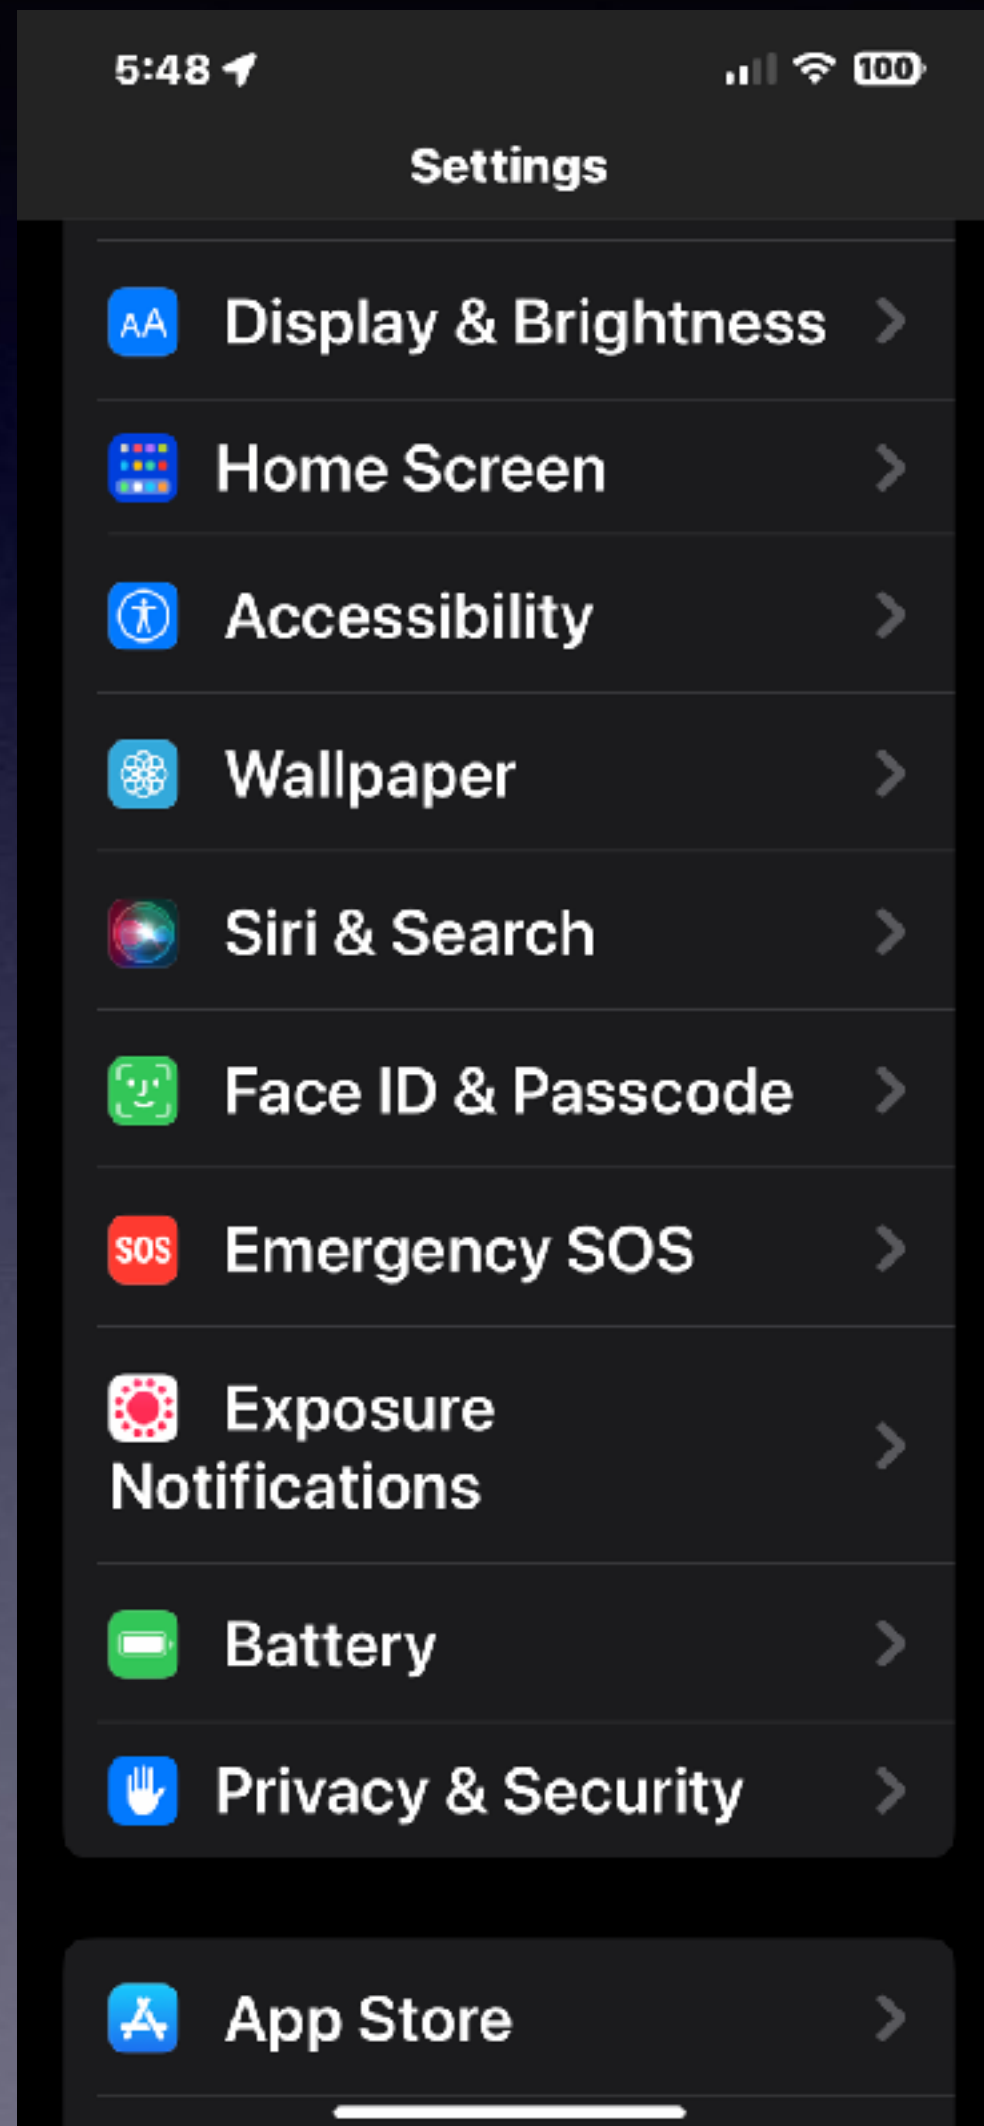 5:48
100
Settings
AA Display & Brightness
Home Screen
Accessibility
Wallpaper
Siri & Search
Face ID & Passcode
SOS Emergency SOS
Exposure
Notifications
Battery
Privacy & Security
App Store